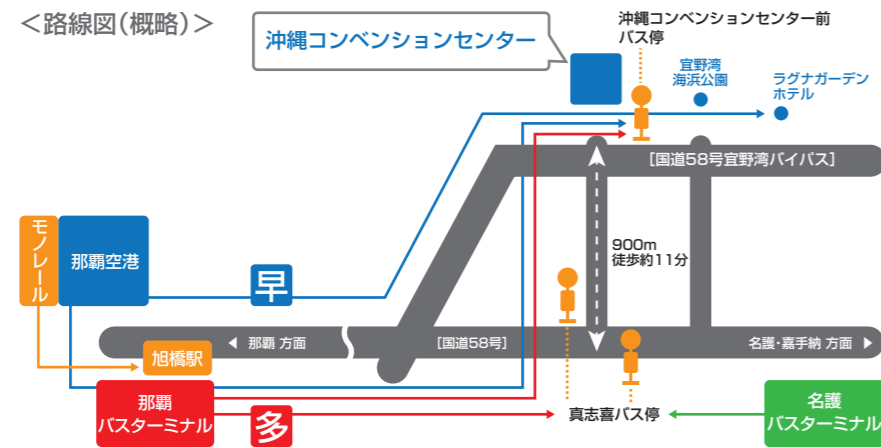 ＜路線図(概略)＞
沖縄コンベンションセンター
沖縄コンベンションセンター前
バス停
宜野湾
海浜公園
ラグナガーデン
ホテル
[国道58号宜野湾バイパス]
モノレール
那覇空港
早
900m
徒歩約11分
旭橋駅
◀ 那覇 方面
[国道58号]
名護・嘉手納 方面 ▶
那覇
バスターミナル
多
真志喜バス停
名護
バスターミナル